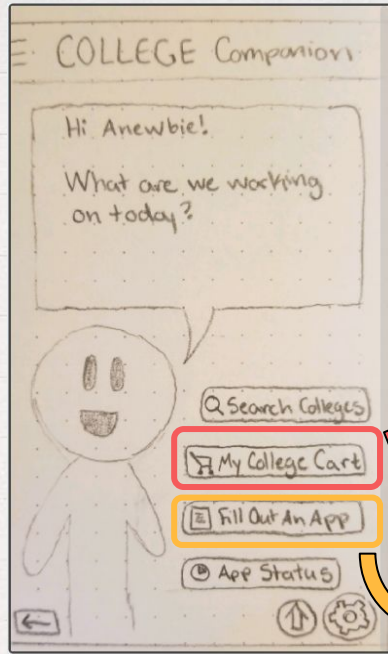 COLLEGE Companion
Hi Anewbie!
What are we working
on today?
Search Colleges
My College Cart
Fill Out An App
App Status